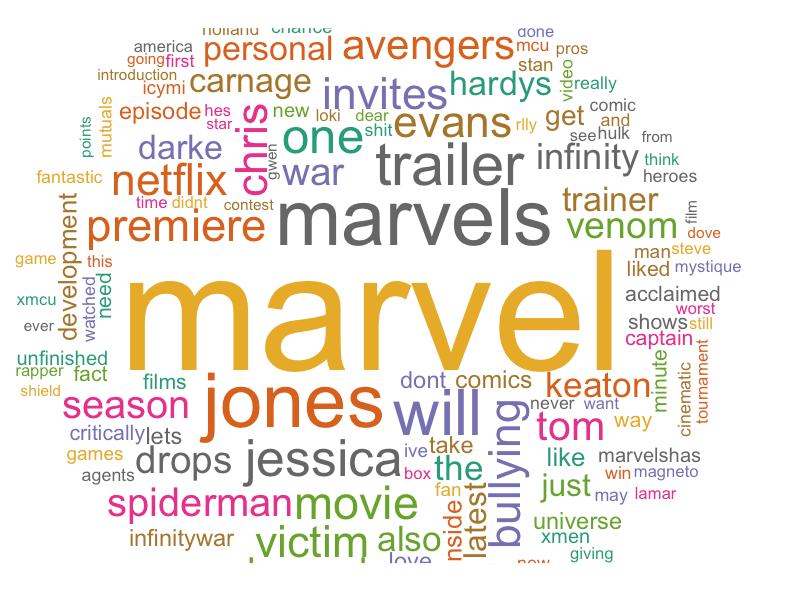 holland chance
america personal avengers done
going first mcu pros
introduction carnage invites hardys stan
icymi video really
episode hes chris new loki dear evans get comic
points mutuals star one shit rlly and
darke gwen war trailer infinity see hulk from
fantastic netflix think
heroes
time didnt contest trainer
development premiere marvels venom film
game this dove
man steve
xmcu need marvel liked mystique
watched acclaimed
ever worst
shows still
unfinished captain
rapper fact films jones dont comics keaton minute cinematic tournament
shield season will never want
critically lets tom way
games drops jessica ive take bullying like marvelshas
agents box the win magneto
spiderman movie fan just may lamar
latest universe
infinitywar victim also xmen
love giving